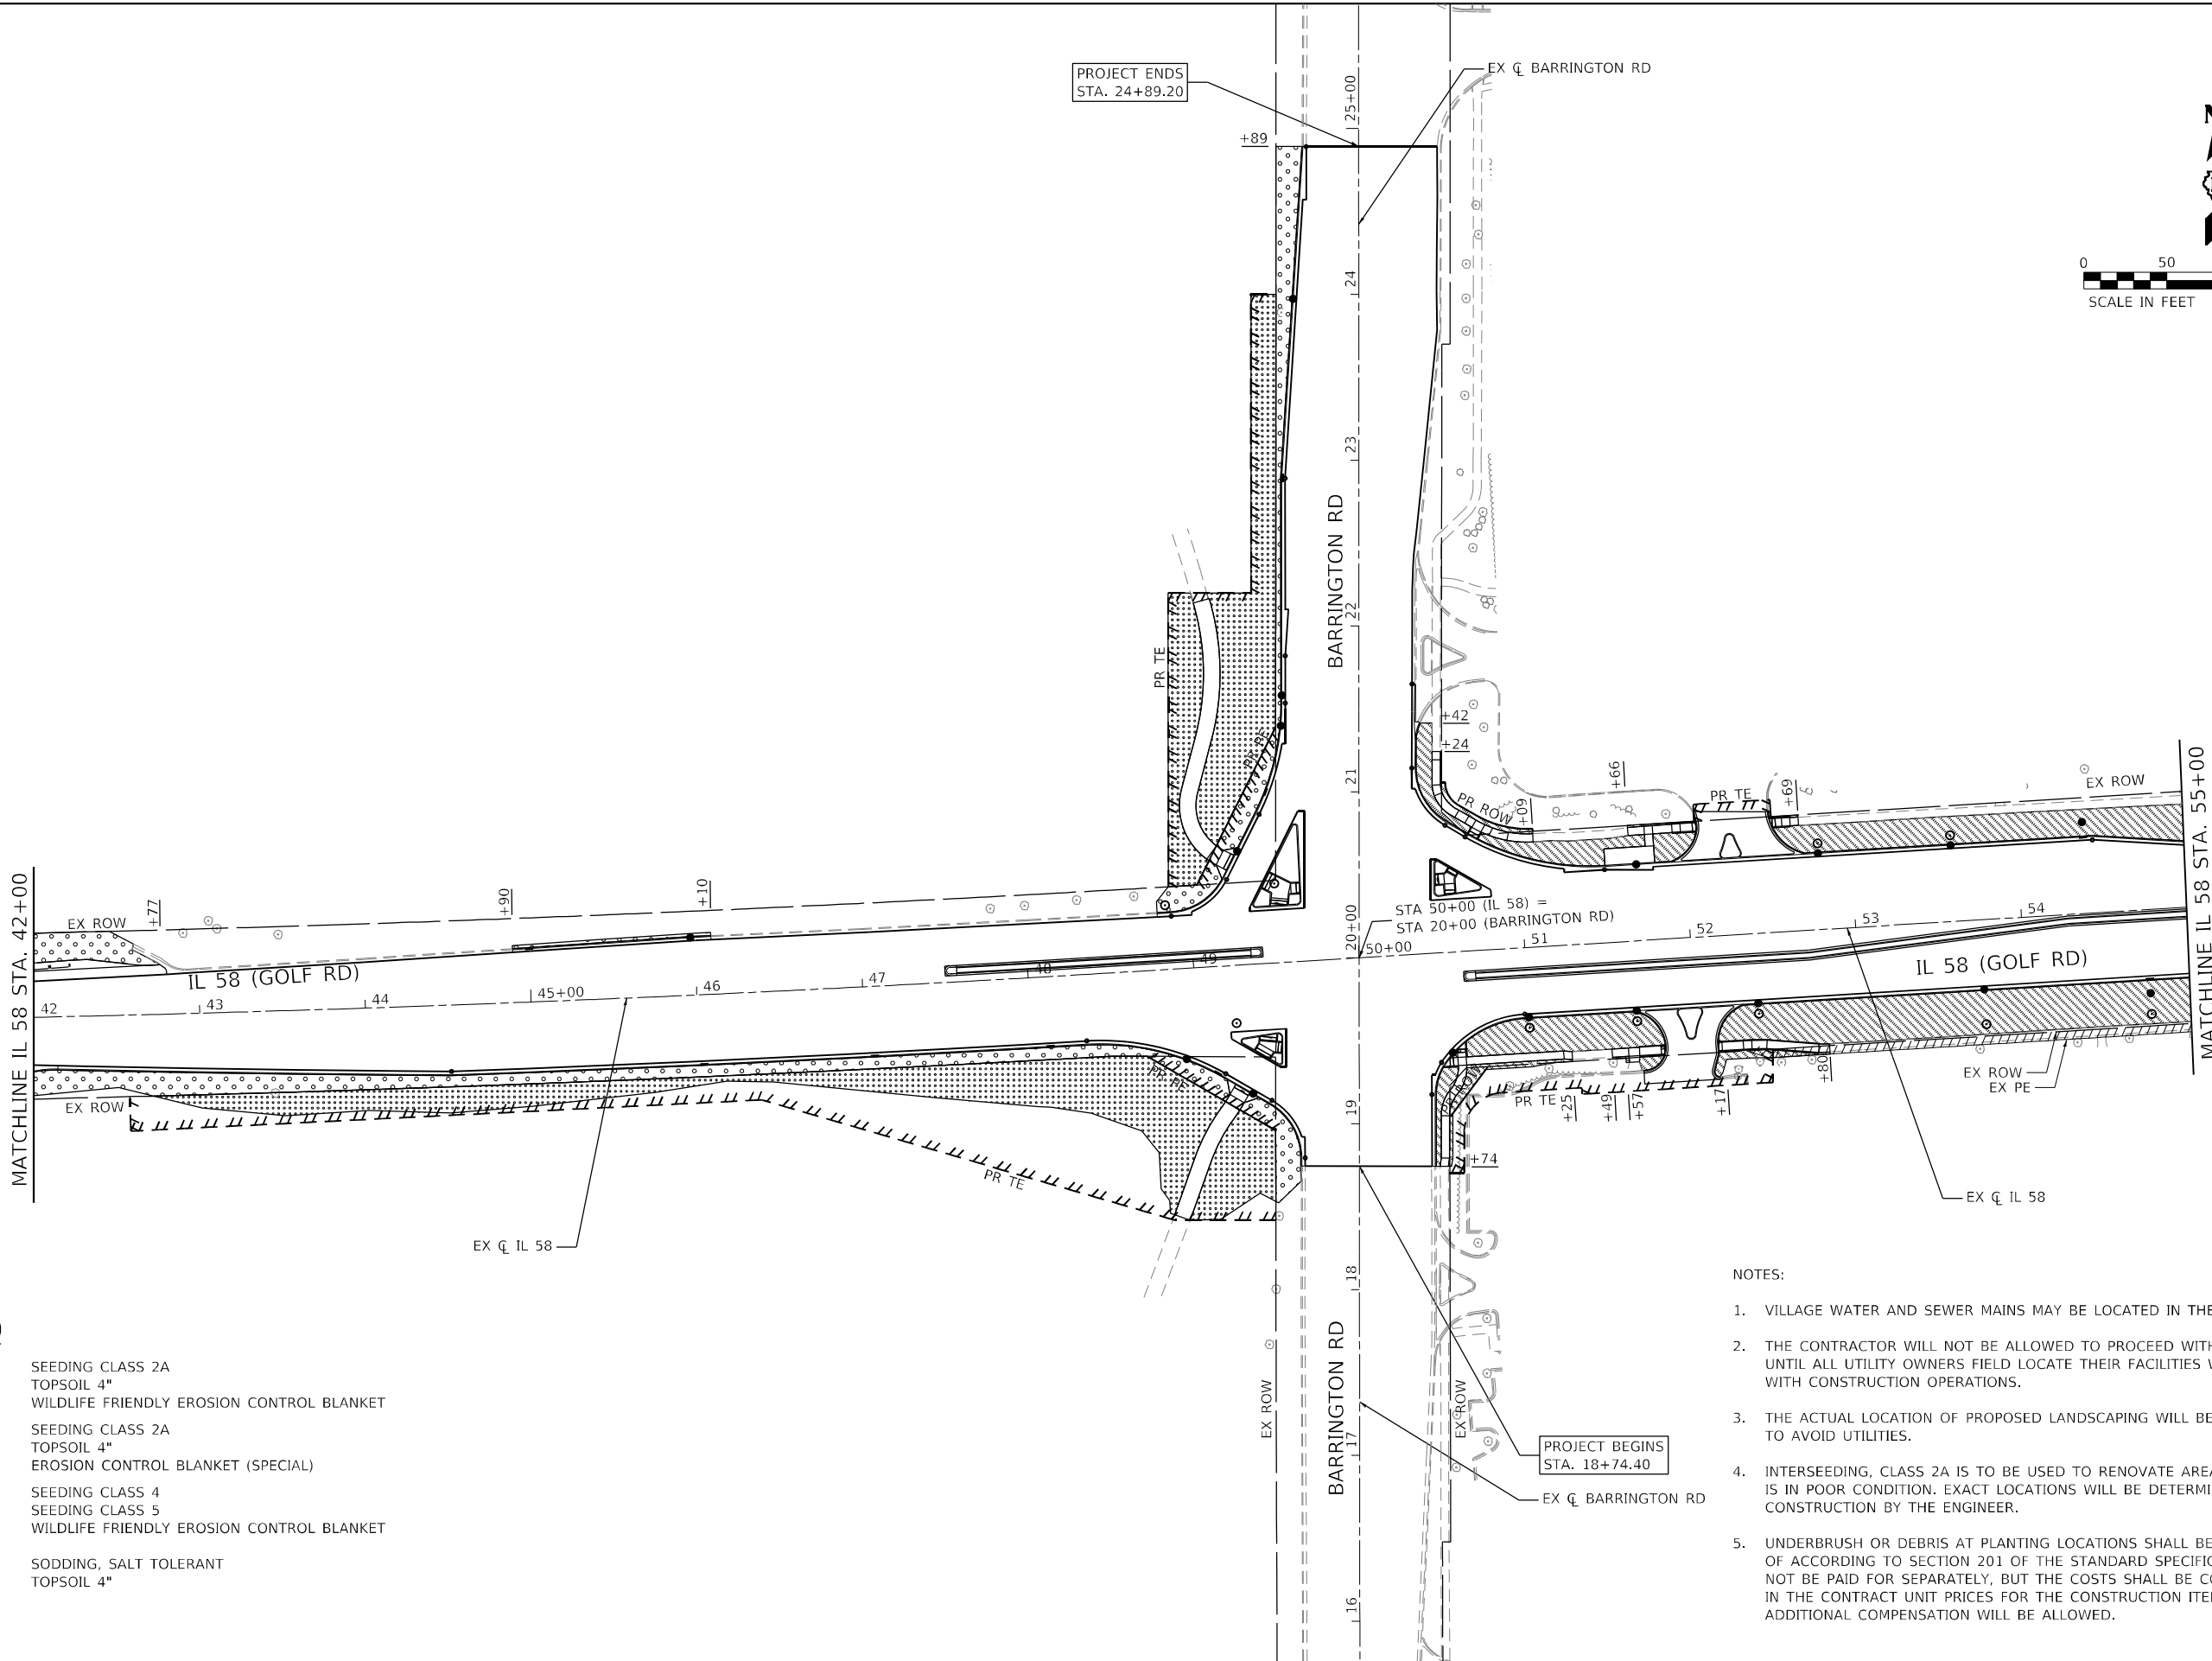 PROJECT ENDS
STA. 24+89.20
EX ℄ BARRINGTON RD
25+00
+89
N
0 50
SCALE IN FEET
24
23
BARRINGTON RD
22
PR TE
PR PE
+42
+24
21
PR ROW
+09
+66
PR TE
+69
EX ROW
MATCHLINE IL 58 STA. 42+00
EX ROW
+77
+90
+10
IL 58 (GOLF RD)
42
43
44
45+00
46
47
48
49
20+00
50+00
STA 50+00 (IL 58) =
STA 20+00 (BARRINGTON RD)
51
52
53
54
IL 58 (GOLF RD)
MATCHLINE IL 58 STA. 55+00
EX ROW
PR PE
PR TE
EX ℄ IL 58
19
PR ROW
+74
PR TE
+25
+49
+57
+17
+80
EX ROW
EX PE
EX ℄ IL 58
18
BARRINGTON RD
EX ROW
EX ROW
17
PROJECT BEGINS
STA. 18+74.40
EX ℄ BARRINGTON RD
16
SEEDING CLASS 2A
TOPSOIL 4"
WILDLIFE FRIENDLY EROSION CONTROL BLANKET
SEEDING CLASS 2A
TOPSOIL 4"
EROSION CONTROL BLANKET (SPECIAL)
SEEDING CLASS 4
SEEDING CLASS 5
WILDLIFE FRIENDLY EROSION CONTROL BLANKET
SODDING, SALT TOLERANT
TOPSOIL 4"
NOTES:
1. VILLAGE WATER AND SEWER MAINS MAY BE LOCATED IN THE
2. THE CONTRACTOR WILL NOT BE ALLOWED TO PROCEED WITH
UNTIL ALL UTILITY OWNERS FIELD LOCATE THEIR FACILITIES
WITH CONSTRUCTION OPERATIONS.
3. THE ACTUAL LOCATION OF PROPOSED LANDSCAPING WILL BE
TO AVOID UTILITIES.
4. INTERSEEDING, CLASS 2A IS TO BE USED TO RENOVATE
IS IN POOR CONDITION. EXACT LOCATIONS WILL BE
CONSTRUCTION BY THE ENGINEER.
5. UNDERBRUSH OR DEBRIS AT PLANTING LOCATIONS SHALL BE
OF ACCORDING TO SECTION 201 OF THE STANDARD
NOT BE PAID FOR SEPARATELY, BUT THE COSTS SHALL BE
IN THE CONTRACT UNIT PRICES FOR THE CONSTRUCTION
ADDITIONAL COMPENSATION WILL BE ALLOWED.